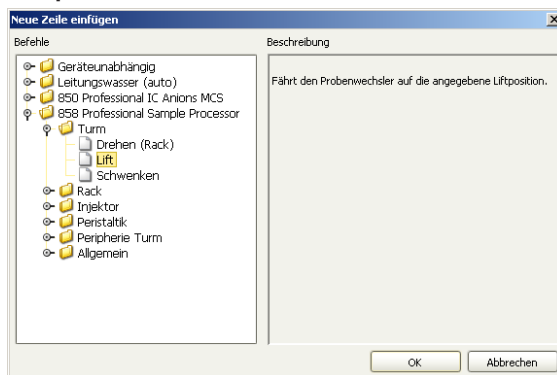 Neue Zeile einfügen
Befehle
Geräteunabhängig
Leitungswasser (auto)
850 Professional IC Anions MCS
858 Professional Sample Processor
Turm
Drehen (Rack)
Lift
Schwenken
Rack
Injektor
Peristaltik
Peripherie Turm
Allgemein
Beschreibung
Fährt den Probenwechsler auf die angegebene Liftposition.
OK
Abbrechen